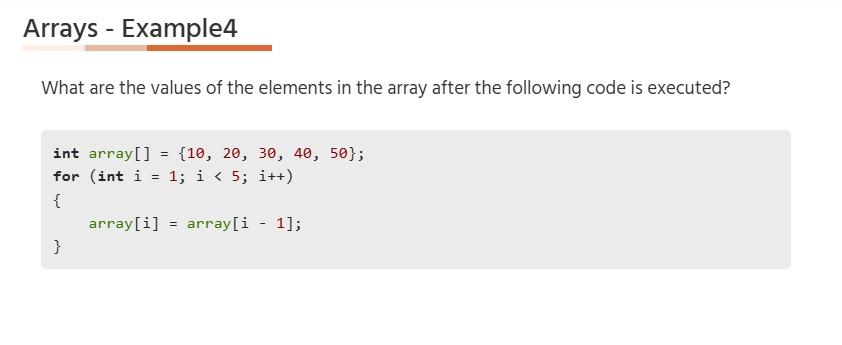 Arrays - Example4
What are the values of the elements in the array after the following code is executed?
int array[] = {10, 20, 30, 40, 50};
for (int i = 1; i < 5; i++)
{
    array[i] = array[i - 1];
}